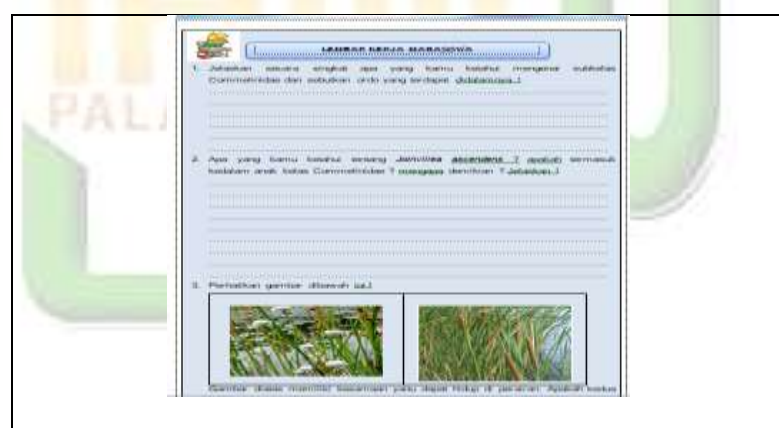 PALA
LEMBAR KERJA MAHASISWA
1. Jelaskan secara singkat apa yang kamu ketahui mengenai subkelas
Commelinidae dan sebutkan ordo yang terdapat didalamnya !
2. Apa yang kamu ketahui tentang ascendens ? apakah termasuk
kedalam anak kelas Commelinidae ? mengapa demikian ? Jelaskan !
3. Perhatikan gambar dibawah ini !
Gambar diatas memiliki kesamaan yaitu dapat hidup di perairan. Apakah kedua